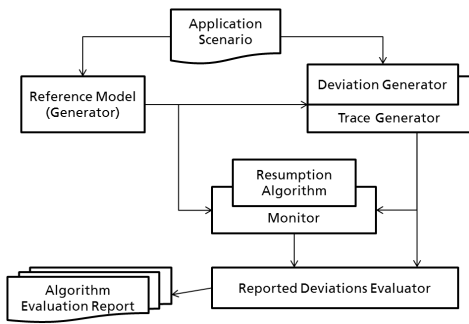 Application
Scenario
Reference Model
(Generator)
Deviation Generator
Trace Generator
Resumption
Algorithm
Monitor
Algorithm
Evaluation Report
Reported Deviations Evaluator